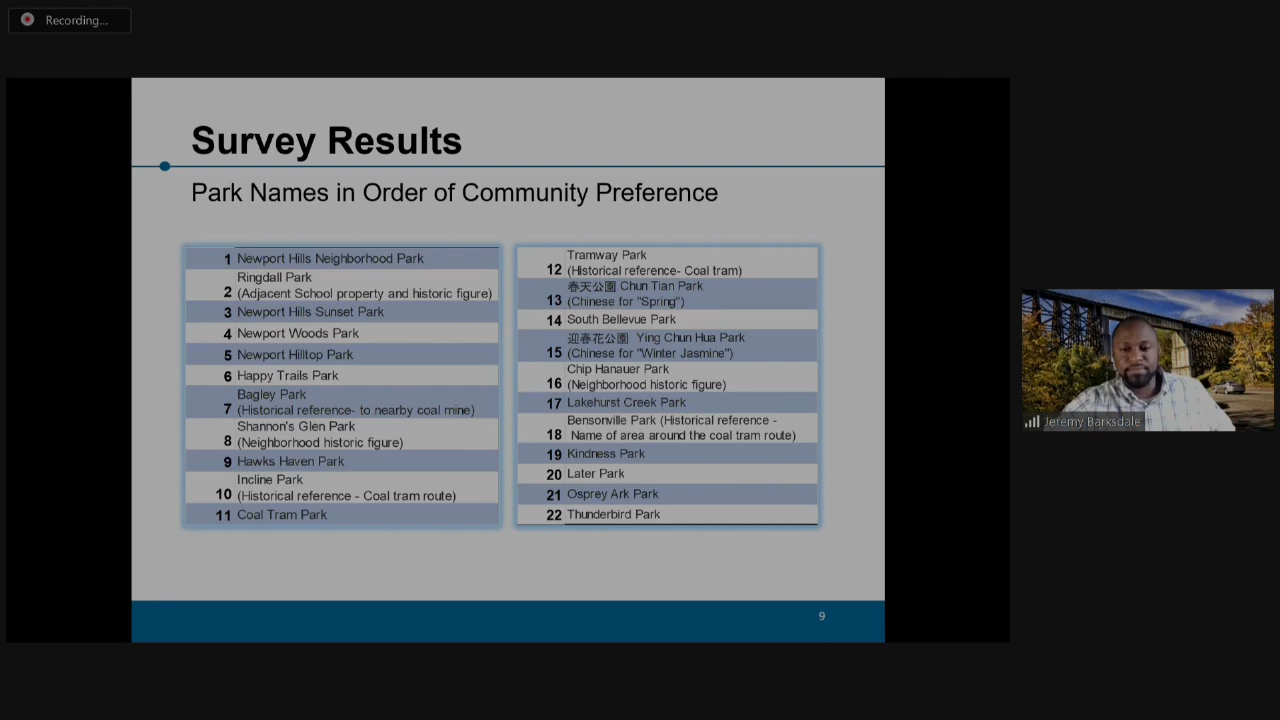 Recording...
Survey Results
Park Names in Order of Community Preference
1 Newport Hills Neighborhood Park
Ringdall Park
2 (Adjacent School property and historic figure)
3 Newport Hills Sunset Park
4 Newport Woods Park
5 Newport Hilltop Park
6 Happy Trails Park
Bagley Park
7 (Historical reference- to nearby coal mine)
Shannon's Glen Park
8 (Neighborhood historic figure)
9 Hawks Haven Park
Incline Park
10 (Historical reference - Coal tram route)
11 Coal Tram Park
Tramway Park
12 (Historical reference- Coal tram)
春天公園 Chun Tian Park
13 (Chinese for "Spring")
14 South Bellevue Park
迎春花公園 Ying Chun Hua Park
15 (Chinese for "Winter Jasmine")
Chip Hanauer Park
16 (Neighborhood historic figure)
17 Lakehurst Creek Park
Bensonville Park (Historical reference -
18 Name of area around the coal tram route)
19 Kindness Park
20 Later Park
21 Osprey Ark Park
22 Thunderbird Park
9
Jeremy Barksdale